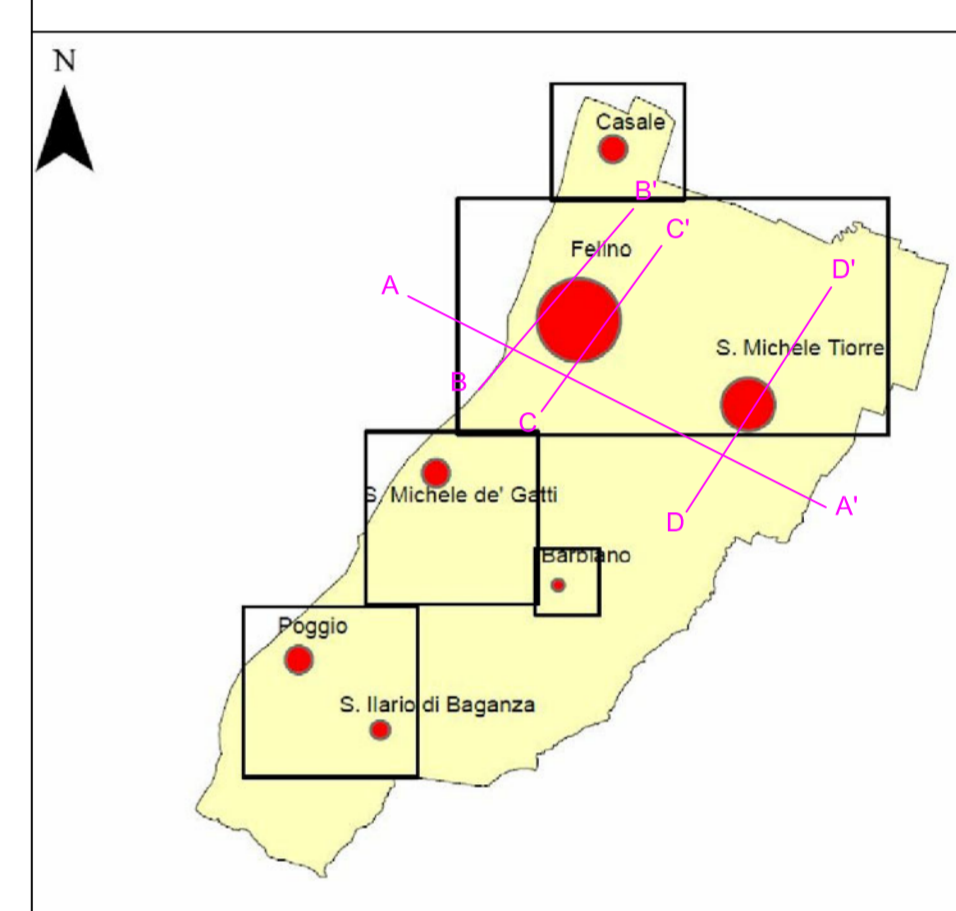 N
Casale
B'
C'
Felino
D'
A
S. Michele Tiorre
B
C
S. Michele de' Gatti
A'
D
Barbiano
Poggio
S. Ilario di Baganza